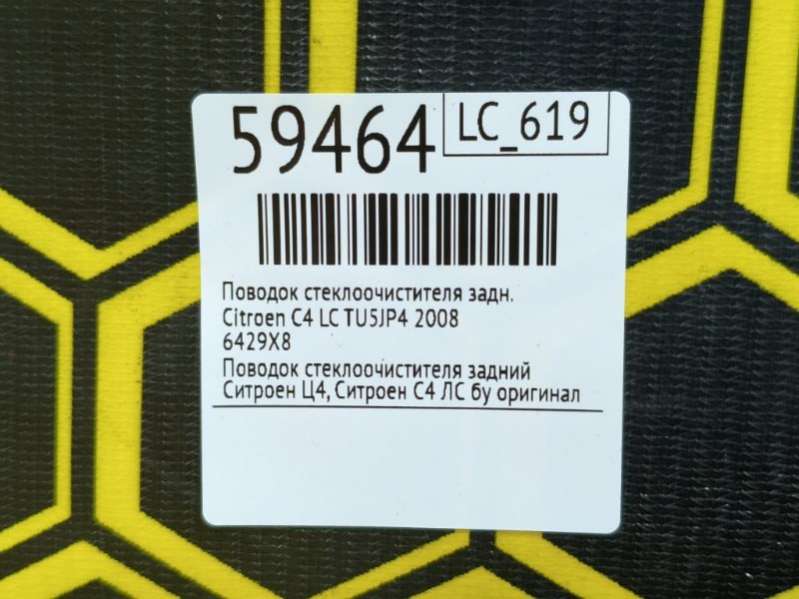 59464
LC_619
Поводок стеклоочистителя задн.
Citroen C4 LC TU5JP4 2008
6429X8
Поводок стеклоочистителя задний
Ситроен Ц4, Ситроен С4 ЛС бу оригинал